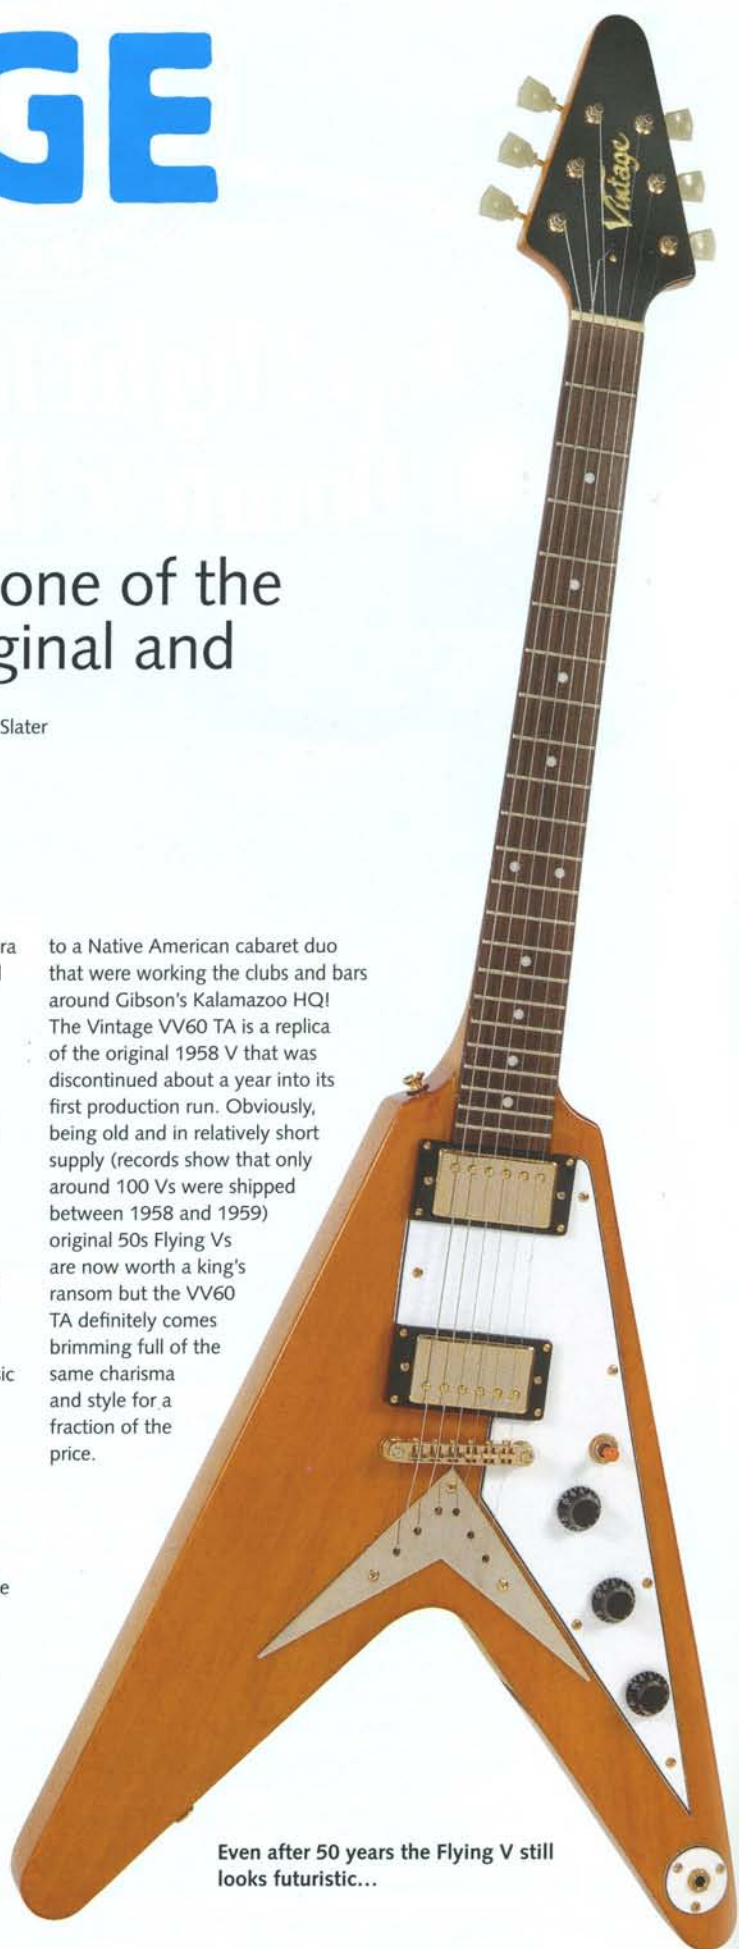 GE
Vintage
one of the
ginal and
Slater
ra
to a Native American cabaret duo
that were working the clubs and bars
around Gibson's Kalamazoo HQ!
The Vintage VV60 TA is a replica
of the original 1958 V that was
discontinued about a year into its
first production run. Obviously,
being old and in relatively short
supply (records show that only
around 100 Vs were shipped
between 1958 and 1959)
original 50s Flying Vs
are now worth a king's
ransom but the VV60
TA definitely comes
brimming full of the
same charisma
and style for a
fraction of the
price.
ic
e
Even after 50 years the Flying V still
looks futuristic...